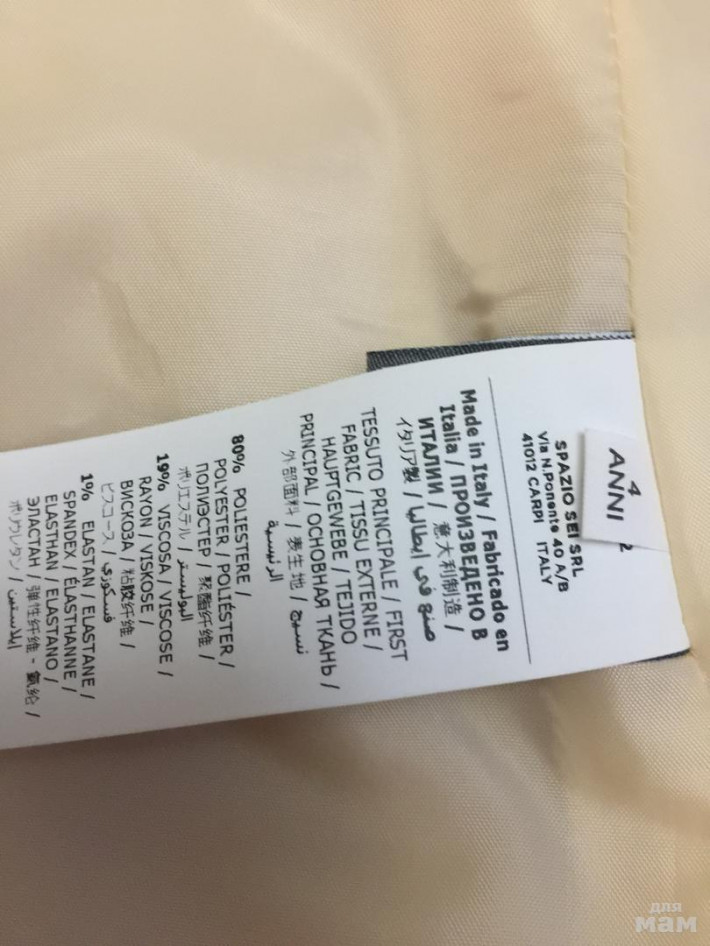 4
ANNI
SPAZIO SEI SRL
Via N.Ponente 40 A/B
41012 CARPI ITALY
Made in Italy / Fabricado en
Italia / ПРОИЗВЕДЕНО В
ИТАЛИИ / 意大利制造 /
イタリア製 / صنع في ايطاليا
TESSUTO PRINCIPALE / FIRST
FABRIC / TISSU EXTERNE /
HAUPTGEWEBE / TEJIDO
PRINCIPAL / ОСНОВНАЯ ТКАНЬ /
外部面料 / 表生地 / نسيج
الرئيسية
80% POLIESTERE /
POLYESTER / POLIÉSTER /
ПОЛИЭСТЕР / 聚酯纤维 /
ポリエステル / البوليستر
19% VISCOSA / VISCOSE /
RAYON / VISKOSE /
ВИСКОЗА / 粘胶纤维 /
ビスコース / فسكوزي
1% ELASTAN / ELASTANE /
SPANDEX / ÉLASTHANNE /
ELASTHAN / ELASTANO /
ЭЛАСТАН 弹性纤维 - 氨纶 /
ポリウレタン / ايلاستين
для
мам